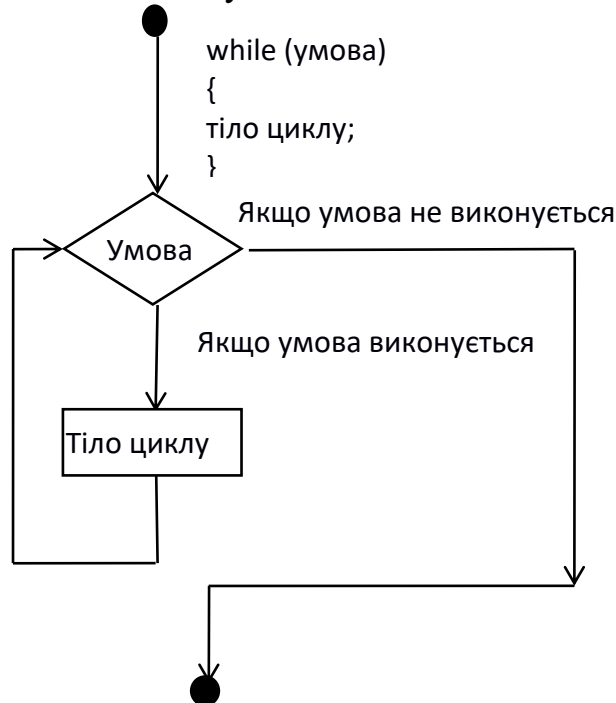 while (умова)
{
тіло циклу;
}
Якщо умова не виконується
Умова
Якщо умова виконується
Тіло циклу